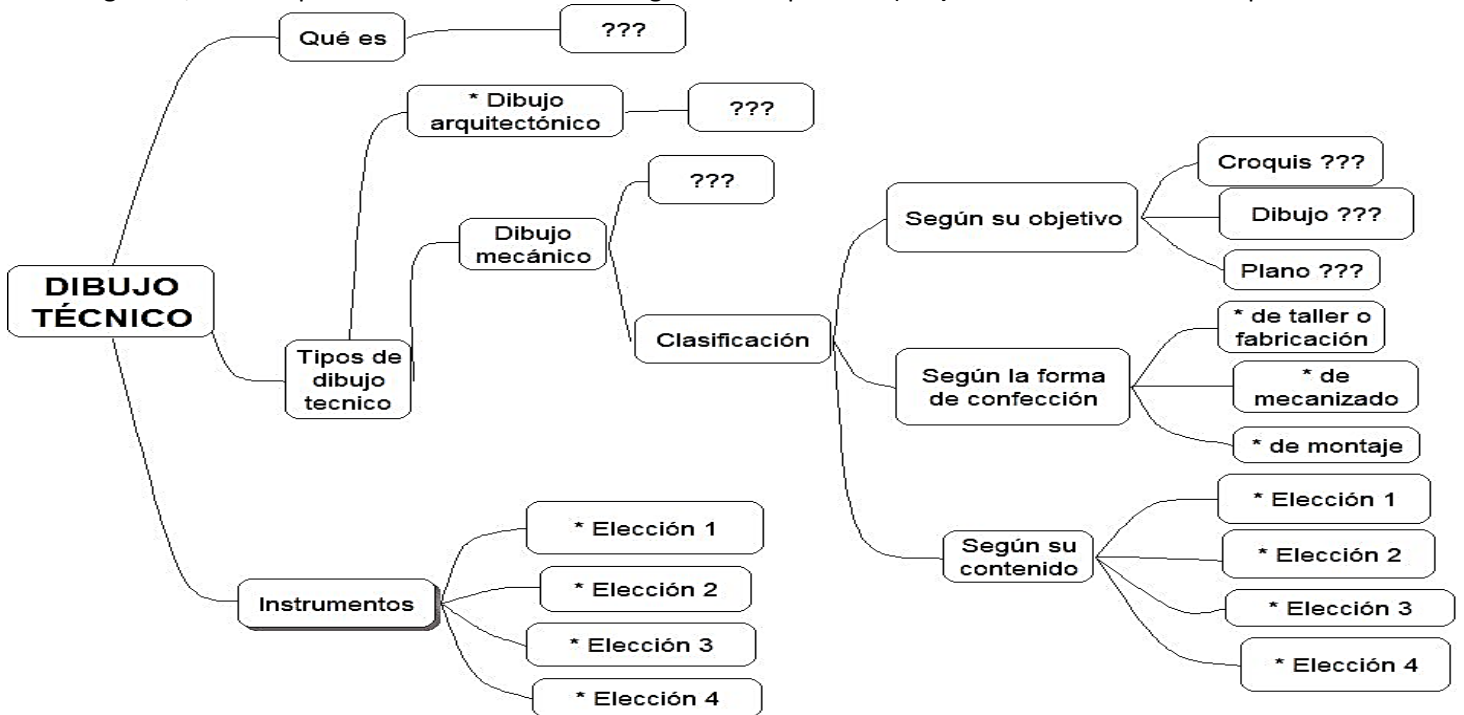 Qué es
???
* Dibujo
arquitectónico
???
???
Dibujo
mecánico
DIBUJO
TÉCNICO
Tipos de
dibujo
tecnico
Clasificación
Según su objetivo
Croquis ???
Dibujo ???
Plano ???
Según la forma
de confección
* de taller o
fabricación
* de
mecanizado
* de montaje
Según su
contenido
* Elección 1
* Elección 2
* Elección 3
* Elección 4
Instrumentos
* Elección 1
* Elección 2
* Elección 3
* Elección 4